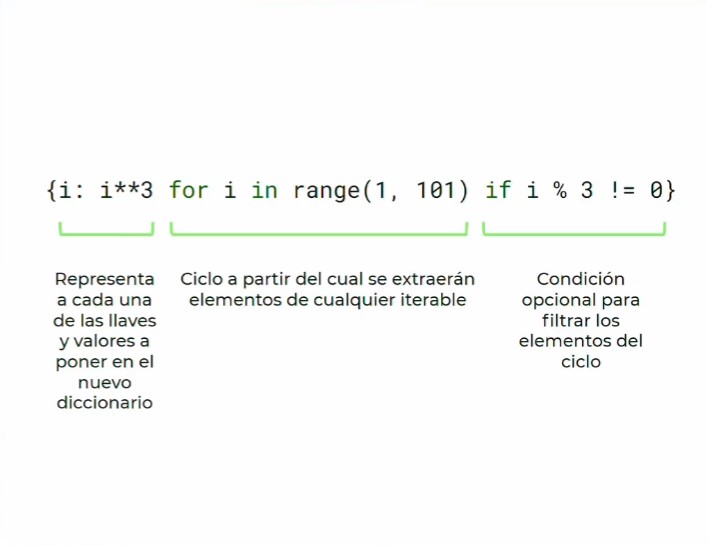 {i: i**3 for i in range(1, 101) if i % 3 != 0}
Representa
a cada una
de las llaves
y valores a
poner en el
nuevo
diccionario
Ciclo a partir del cual se extraerán
elementos de cualquier iterable
Condición
opcional para
filtrar los
elementos del
ciclo